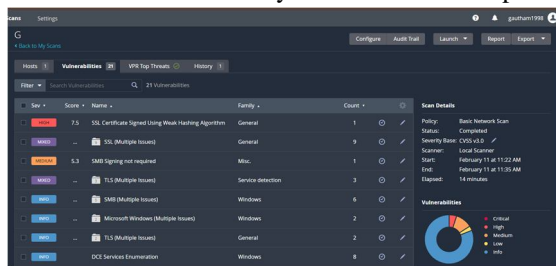 cans Settings gautham1998
G Configure Audit Trail Launch Report Export
Back to My Scans
Hosts 1 Vulnerabilities 21 VPR Top Threats History 1
Filter Search Vulnerabilities 21 Vulnerabilities
Sev Score Name Family Count Scan Details
HIGH 7.5 SSL Certificate Signed Using Weak Hashing Algorithm General 1
MIXED ... SSL (Multiple Issues) General 9
MEDIUM 5.3 SMB Signing not required Misc. 1
MIXED ... TLS (Multiple Issues) Service detection 3
INFO ... SMB (Multiple Issues) Windows 6
INFO ... Microsoft Windows (Multiple Issues) Windows 2
INFO ... TLS (Multiple Issues) General 2
INFO DCE Services Enumeration Windows 8
Policy: Basic Network Scan
Status: Completed
Severity Base: CVSS v3.0
Scanner: Local Scanner
Start: February 11 at 11:22 AM
End: February 11 at 11:35 AM
Elapsed: 14 minutes
Vulnerabilities
Critical
High
Medium
Low
Info